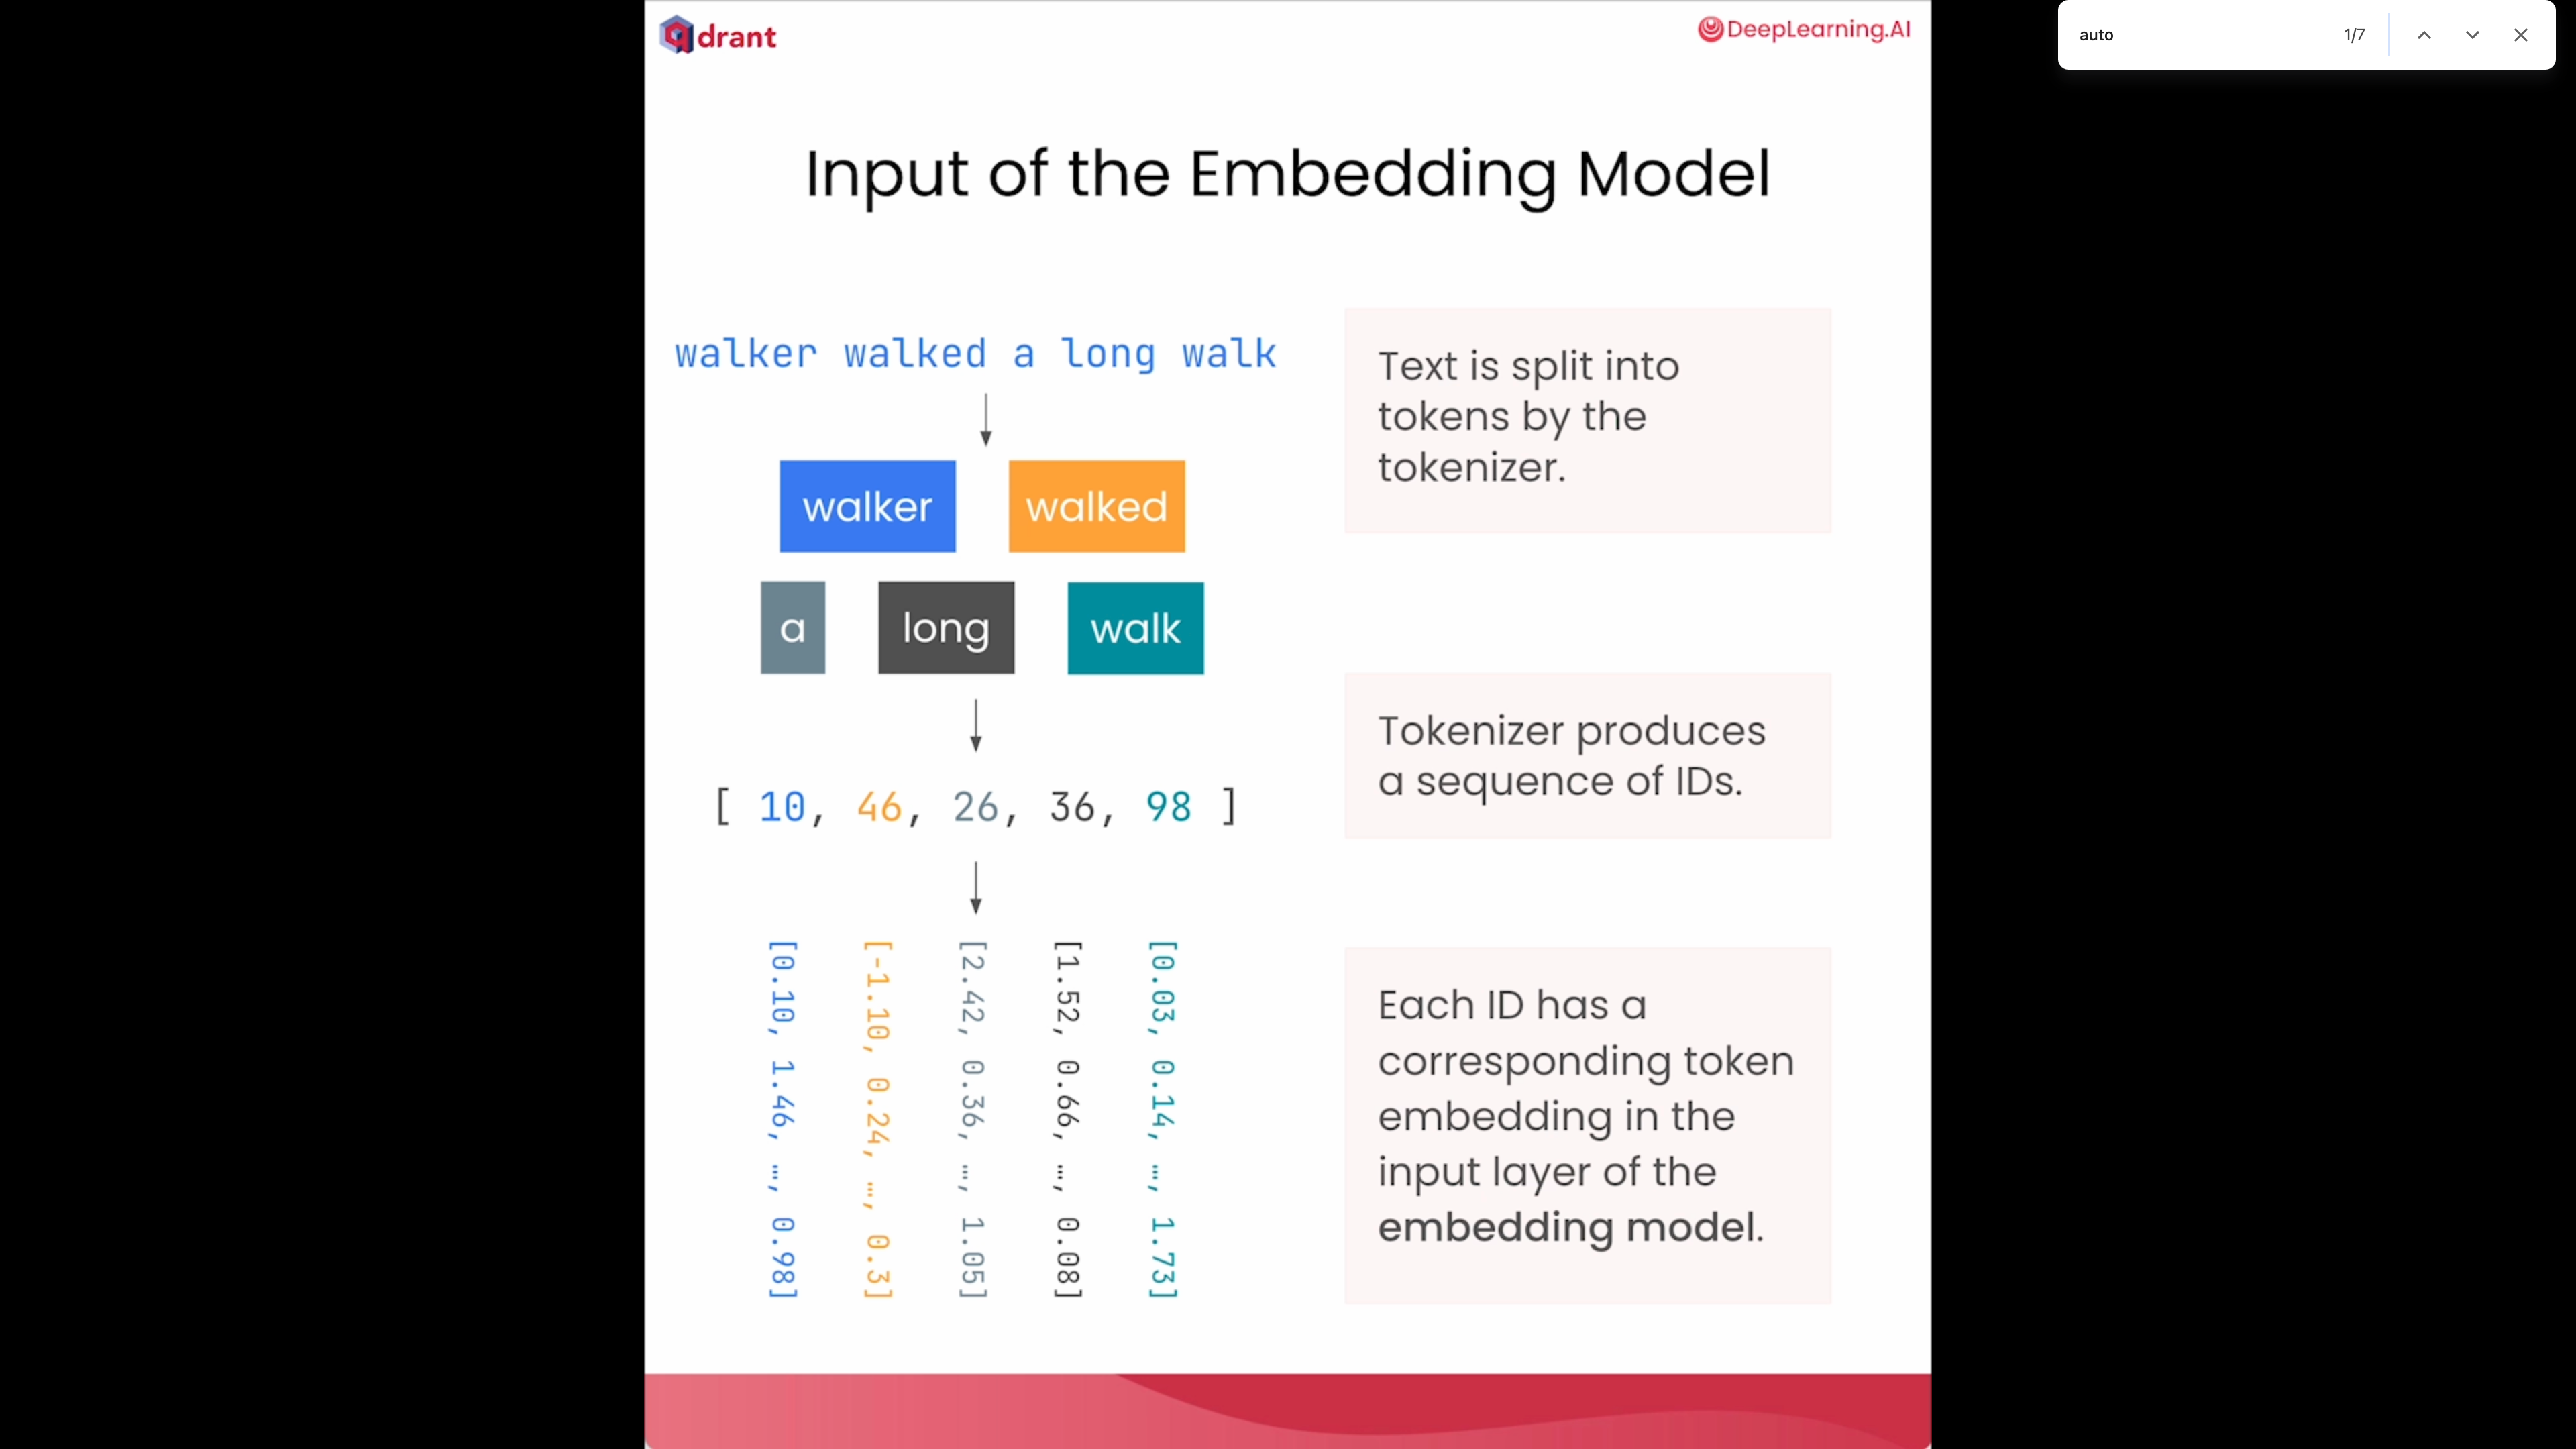 drant
DeepLearning.AI
auto
1/7
Input of the Embedding Model
walker walked a long walk
walker
walked
a
long
walk
[ 10, 46, 26, 36, 98 ]
[0.10, 1.46, …, 0.98]
[-1.10, 0.24, …, 0.3]
[2.42, 0.36, …, 1.05]
[1.52, 0.66, …, 0.08]
[0.03, 0.14, …, 1.73]
Text is split into
tokens by the
tokenizer.
Tokenizer produces
a sequence of IDs.
Each ID has a
corresponding token
embedding in the
input layer of the
embedding model.